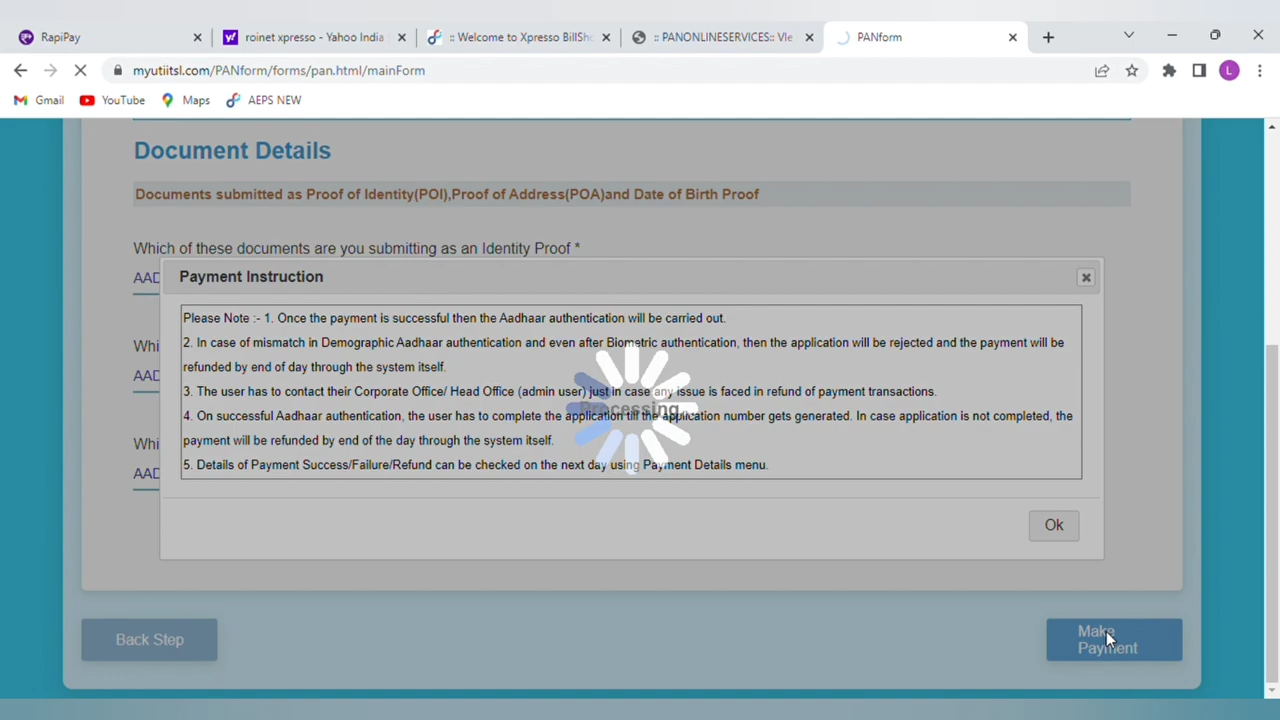 RapiPay
roinet xpresso - Yahoo India
:: Welcome to Xpresso BillSho
:: PANONLINESERVICES:: Vle
PANform
myutiitsl.com/PANform/forms/pan.html/mainForm
L
Gmail
YouTube
Maps
AEPS NEW
Document Details
Documents submitted as Proof of Identity(POI),Proof of Address(POA)and Date of Birth Proof
Which of these documents are you submitting as an Identity Proof *
AAD
Payment Instruction
Please Note :- 1. Once the payment is successful then the Aadhaar authentication will be carried out.
2. In case of mismatch in Demographic Aadhaar authentication and even after Biometric authentication, then the application will be rejected and the payment will be
refunded by end of day through the system itself.
3. The user has to contact their Corporate Office/ Head Office (admin user) just in case any issue is faced in refund of payment transactions.
4. On successful Aadhaar authentication, the user has to complete the application till the application number gets generated. In case application is not completed, the
payment will be refunded by end of the day through the system itself.
5. Details of Payment Success/Failure/Refund can be checked on the next day using Payment Details menu.
Processing...
Whi
AAD
Whi
AAD
Ok
Back Step
Make
Payment